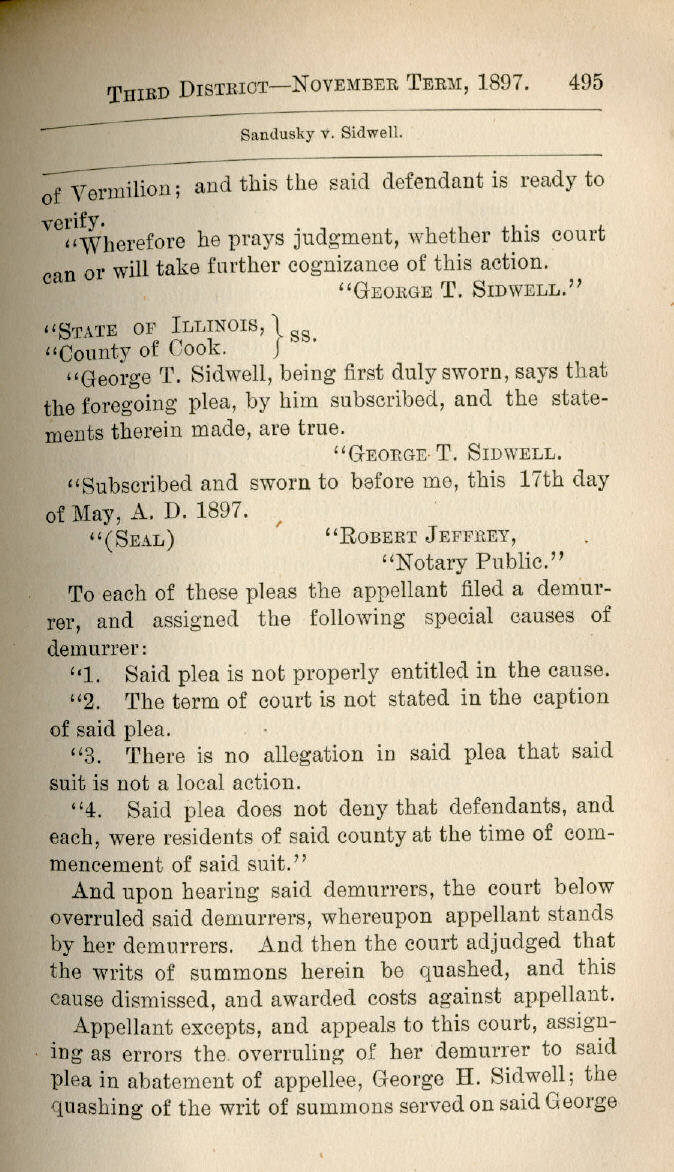 THIRD DISTRICT—NOVEMBER TERM, 1897. 495
Sandusky v. Sidwell.
of Vermilion; and this the said defendant is ready to
verify.
“Wherefore he prays judgment, whether this court
can or will take further cognizance of this action.
“GEORGE T. SIDWELL.”
“STATE OF ILLINOIS, } ss.
“County of Cook.
“George T. Sidwell, being first duly sworn, says that
the foregoing plea, by him subscribed, and the state-
ments therein made, are true.
“GEORGE T. SIDWELL.
“Subscribed and sworn to before me, this 17th day
of May, A. D. 1897.
“(SEAL) “ROBERT JEFFREY,
“Notary Public.”
To each of these pleas the appellant filed a demur-
rer, and assigned the following special causes of
demurrer:
“1. Said plea is not properly entitled in the cause.
“2. The term of court is not stated in the caption
of said plea.
“3. There is no allegation in said plea that said
suit is not a local action.
“4. Said plea does not deny that defendants, and
each, were residents of said county at the time of com-
mencement of said suit.”
And upon hearing said demurrers, the court below
overruled said demurrers, whereupon appellant stands
by her demurrers. And then the court adjudged that
the writs of summons herein be quashed, and this
cause dismissed, and awarded costs against appellant.
Appellant excepts, and appeals to this court, assign-
ing as errors the overruling of her demurrer to said
plea in abatement of appellee, George H. Sidwell; the
quashing of the writ of summons served on said George